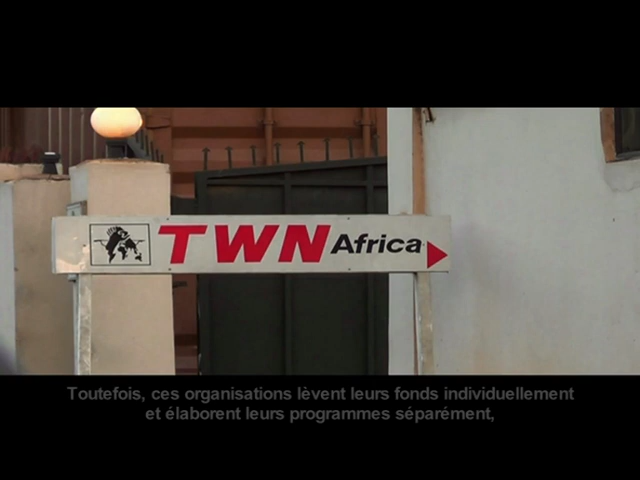 TWN Africa
Toutefois, ces organisations lèvent leurs fonds individuellement
et élaborent leurs programmes séparément,